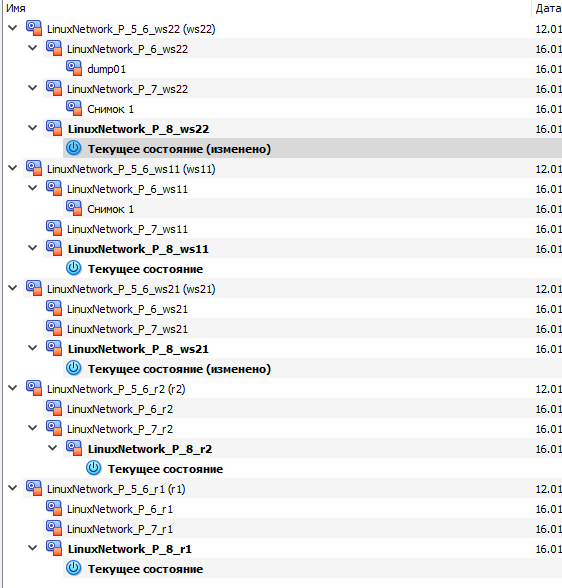 Имя Дата
LinuxNetwork_P_5_6_ws22 (ws22) 12.01
LinuxNetwork_P_6_ws22 16.01
dump01 16.01
LinuxNetwork_P_7_ws22 16.01
Снимок 1 16.01
LinuxNetwork_P_8_ws22 16.01
Текущее состояние (изменено)
LinuxNetwork_P_5_6_ws11 (ws11) 12.01
LinuxNetwork_P_6_ws11 16.01
Снимок 1 16.01
LinuxNetwork_P_7_ws11 16.01
LinuxNetwork_P_8_ws11 16.01
Текущее состояние
LinuxNetwork_P_5_6_ws21 (ws21) 12.01
LinuxNetwork_P_6_ws21 16.01
LinuxNetwork_P_7_ws21 16.01
LinuxNetwork_P_8_ws21 16.01
Текущее состояние (изменено)
LinuxNetwork_P_5_6_r2 (r2) 12.01
LinuxNetwork_P_6_r2 16.01
LinuxNetwork_P_7_r2 16.01
LinuxNetwork_P_8_r2 16.01
Текущее состояние
LinuxNetwork_P_5_6_r1 (r1) 12.01
LinuxNetwork_P_6_r1 16.01
LinuxNetwork_P_7_r1 16.01
LinuxNetwork_P_8_r1 16.01
Текущее состояние